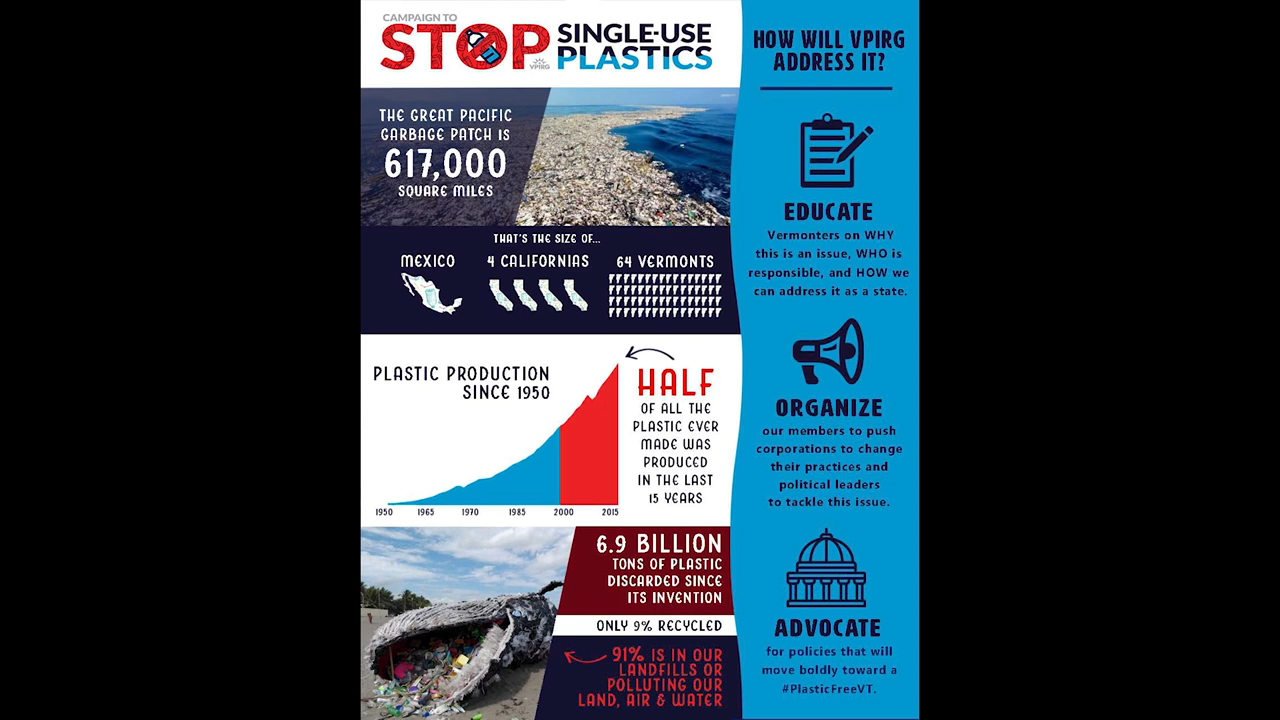 CAMPAIGN TO
STOP
VPIRG
SINGLE-USE
PLASTICS
THE GREAT PACIFIC
GARBAGE PATCH IS
617,000
SQUARE MILES
THAT'S THE SIZE OF...
MEXICO
4 CALIFORNIAS
64 VERMONTS
PLASTIC PRODUCTION
SINCE 1950
HALF
OF ALL THE
PLASTIC EVER
MADE WAS
PRODUCED
IN THE LAST
15 YEARS
1950 1965 1970 1985 2000 2015
6.9 BILLION
TONS OF PLASTIC
DISCARDED SINCE
ITS INVENTION
ONLY 9% RECYCLED
91% IS IN OUR
LANDFILLS OR
POLLUTING OUR
LAND, AIR & WATER
HOW WILL VPIRG
ADDRESS IT?
EDUCATE
Vermonters on WHY
this is an issue, WHO is
responsible, and HOW we
can address it as a state.
ORGANIZE
our members to push
corporations to change
their practices and
political leaders
to tackle this issue.
ADVOCATE
for policies that will
move boldly toward a
#PlasticFreeVT.